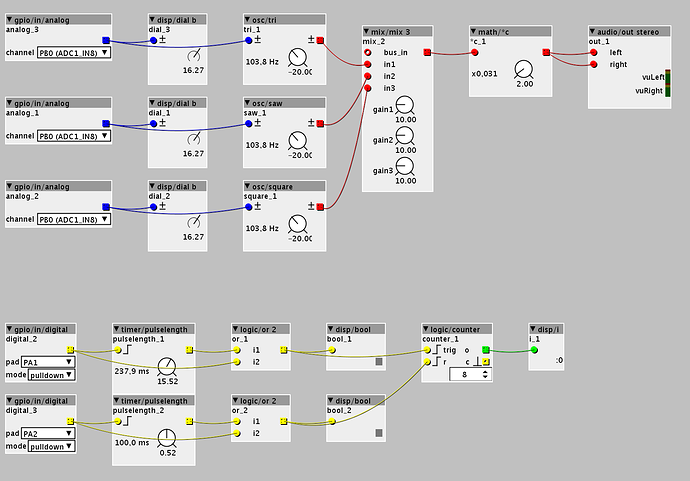 gpio/in/analog
analog_3
channel PB0 (ADC1_IN8)
disp/dial b
dial_3
±
16.27
osc/tri
tri_1
± ±
103,8 Hz
-20.00
mix/mix 3
mix_2
bus_in
in1
in2
in3
gain1
10.00
gain2
10.00
gain3
10.00
math/*c
*c_1
x0,031
2.00
audio/out stereo
out_1
left
right
vuLeft
vuRight
gpio/in/analog
analog_1
channel PB0 (ADC1_IN8)
disp/dial b
dial_1
±
16.27
osc/saw
saw_1
± ±
103,8 Hz
-20.00
gpio/in/analog
analog_2
channel PB0 (ADC1_IN8)
disp/dial b
dial_2
±
16.27
osc/square
square_1
± ±
103,8 Hz
-20.00
gpio/in/digital
digital_2
pad PA1
mode pulldown
timer/pulselength
pulselength_1
237,9 ms
15.52
logic/or 2
or_1
i1
i2
disp/bool
bool_1
logic/counter
counter_1
trig o
r c
8
disp/i
i_1
:0
gpio/in/digital
digital_3
pad PA2
mode pulldown
timer/pulselength
pulselength_2
100,0 ms
0.52
logic/or 2
or_2
i1
i2
disp/bool
bool_2